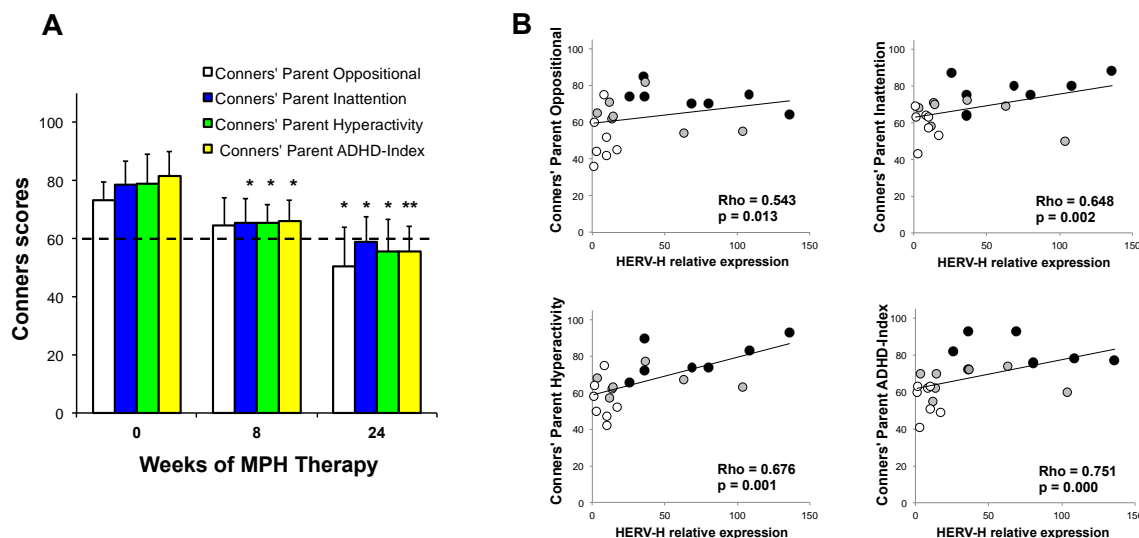 A
Conners' Parent Oppositional
Conners' Parent Inattention
Conners' Parent Hyperactivity
Conners' Parent ADHD-Index
Conners scores
100
80
60
40
20
0
* * *
* * * **
0 8 24
Weeks of MPH Therapy
B
Conners' Parent Oppositional
100
80
60
40
20
0
Rho = 0.543
p = 0.013
0 50 100 150
HERV-H relative expression
Conners' Parent Inattention
100
80
60
40
20
0
Rho = 0.648
p = 0.002
0 50 100 150
HERV-H relative expression
Conners' Parent Hyperactivity
100
80
60
40
20
0
Rho = 0.676
p = 0.001
0 50 100 150
HERV-H relative expression
Conners' Parent ADHD-Index
100
80
60
40
20
0
Rho = 0.751
p = 0.000
0 50 100 150
HERV-H relative expression